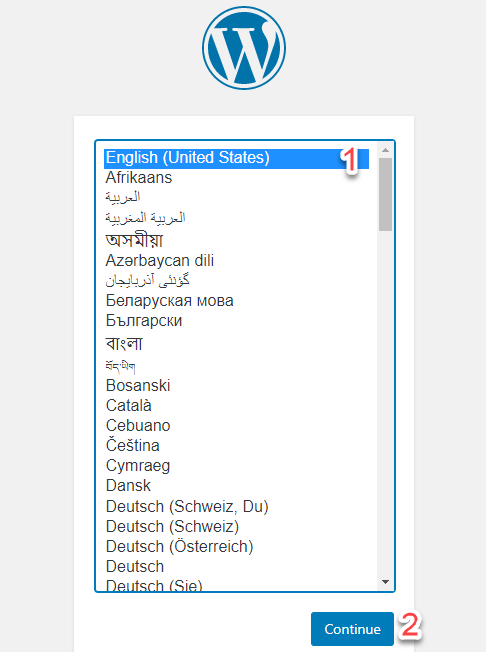 W
English (United States) 1
Afrikaans
العربية
العربية المغربية
অসমীয়া
Azərbaycan dili
گؤنئی آذربایجان
Беларуская мова
Български
বাংলা
བོད་ཡིག
Bosanski
Català
Cebuano
Čeština
Cymraeg
Dansk
Deutsch (Schweiz, Du)
Deutsch (Schweiz)
Deutsch (Österreich)
Deutsch
Deutsch (Sie)
Continue 2